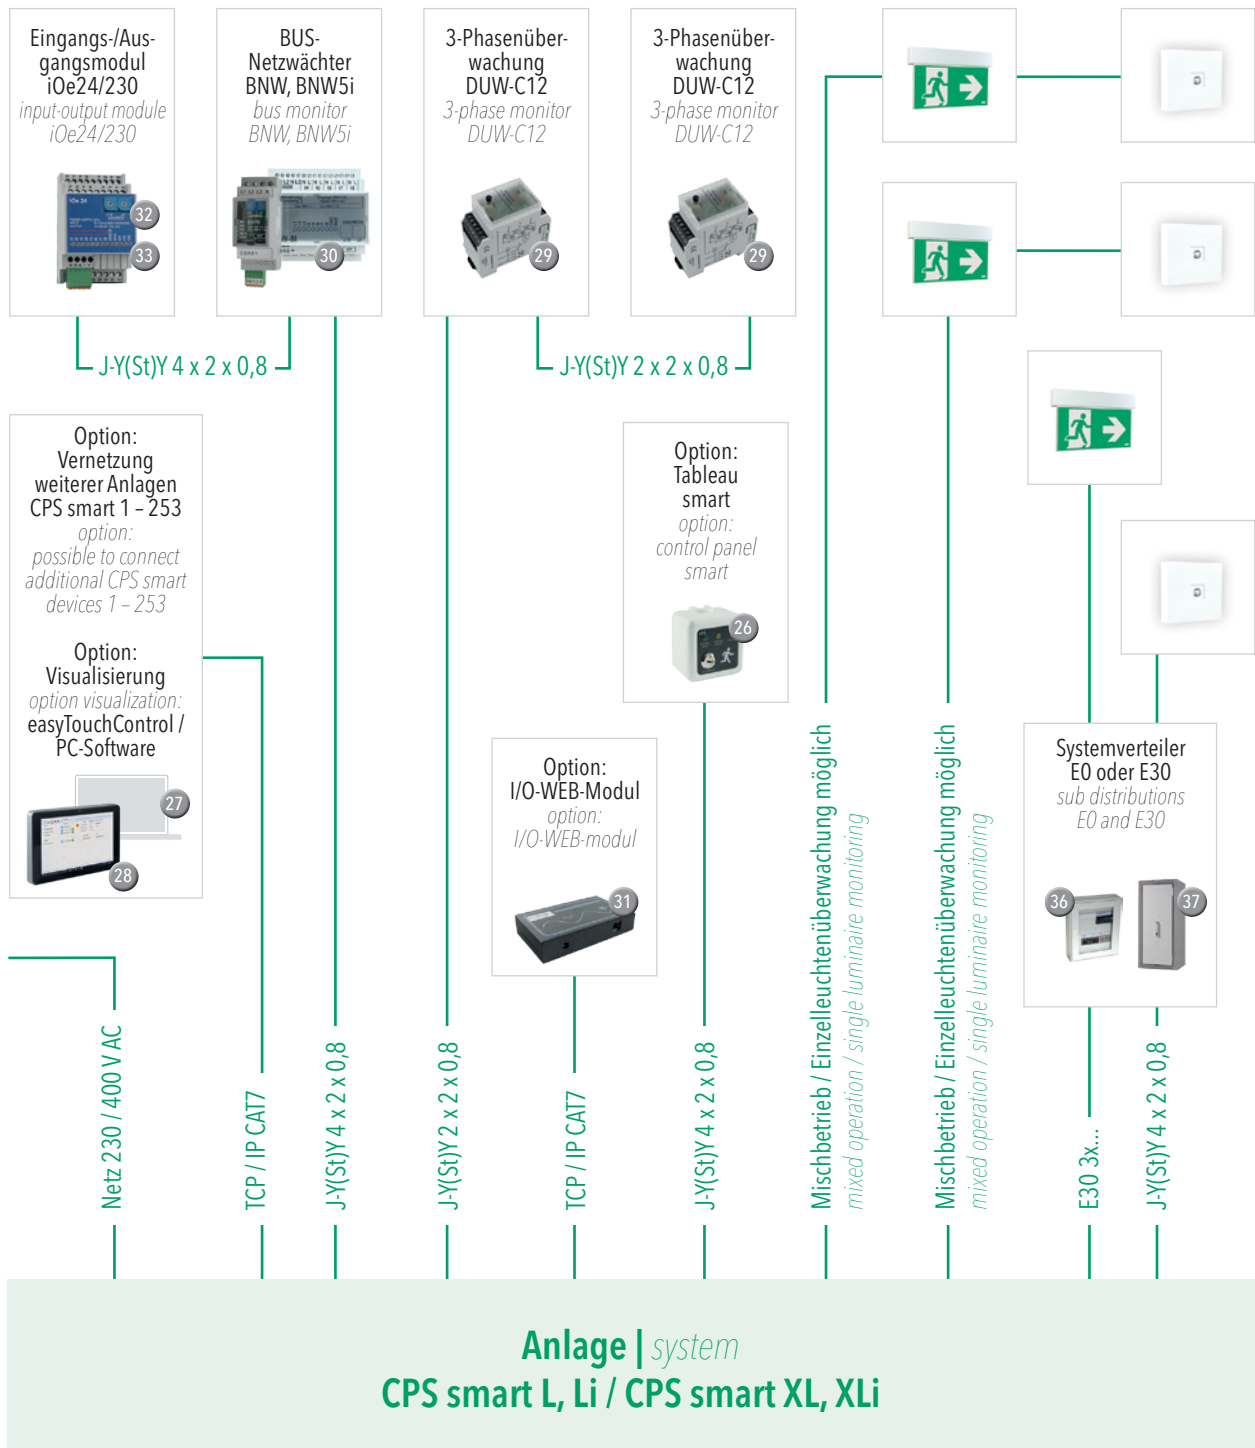 Eingangs-/Aus-
gangsmodul
iOe24/230
input-output module
iOe24/230
32
33
BUS-
Netzwächter
BNW, BNW5i
bus monitor
BNW, BNW5i
30
3-Phasenüber-
wachung
DUW-C12
3-phase monitor
DUW-C12
29
3-Phasenüber-
wachung
DUW-C12
3-phase monitor
DUW-C12
29
J-Y(St)Y 4 x 2 x 0,8
J-Y(St)Y 2 x 2 x 0,8
Option:
Vernetzung
weiterer Anlagen
CPS smart 1 – 253
option:
possible to connect
additional CPS smart
devices 1 – 253
Option:
Visualisierung
option visualization:
easyTouchControl /
PC-Software
27
28
Option:
Tableau
smart
option:
control panel
smart
26
Option:
I/O-WEB-Modul
option:
I/O-WEB-modul
31
Systemverteiler
E0 oder E30
sub distributions
E0 and E30
36
37
Netz 230 / 400 V AC
TCP / IP CAT7
J-Y(St)Y 4 x 2 x 0,8
J-Y(St)Y 2 x 2 x 0,8
TCP / IP CAT7
J-Y(St)Y 4 x 2 x 0,8
Mischbetrieb / Einzelleuchtenüberwachung möglich
mixed operation / single luminaire monitoring
Mischbetrieb / Einzelleuchtenüberwachung möglich
mixed operation / single luminaire monitoring
E30 3x...
J-Y(St)Y 4 x 2 x 0,8
Anlage | system
CPS smart L, Li / CPS smart XL, XLi